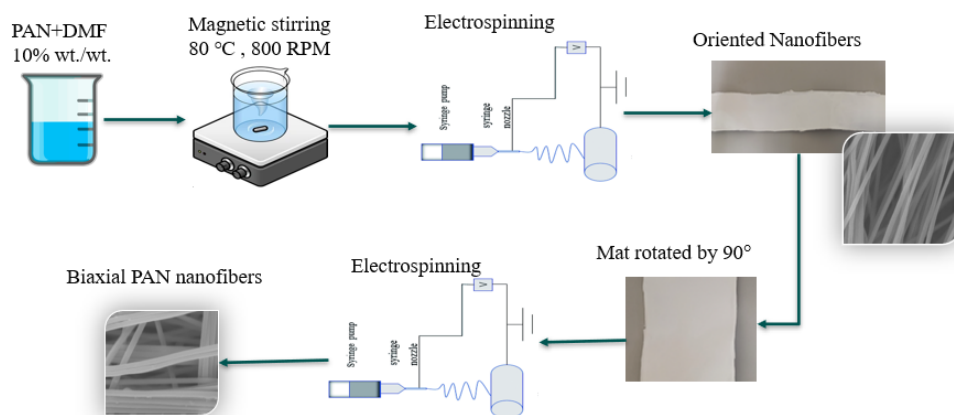 PAN+DMF
10% wt./wt.
Magnetic stirring
80 °C , 800 RPM
Electrospinning
Syringe pump
syringe
nozzle
V
Oriented Nanofibers
Mat rotated by 90°
Electrospinning
Syringe pump
syringe
nozzle
V
Biaxial PAN nanofibers